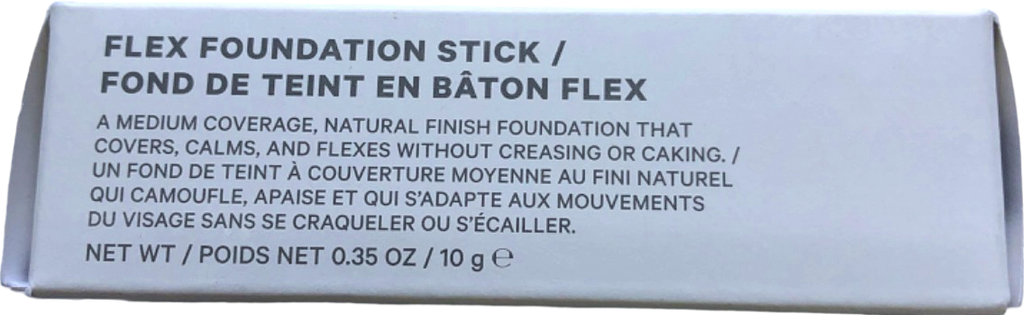 FLEX FOUNDATION STICK /
FOND DE TEINT EN BÂTON FLEX
A MEDIUM COVERAGE, NATURAL FINISH FOUNDATION THAT
COVERS, CALMS, AND FLEXES WITHOUT CREASING OR CAKING. /
UN FOND DE TEINT À COUVERTURE MOYENNE AU FINI NATUREL
QUI CAMOUFLE, APAISE ET QUI S'ADAPTE AUX MOUVEMENTS
DU VISAGE SANS SE CRAQUELER OU S'ÉCAILLER.
NET WT / POIDS NET 0.35 OZ / 10 g ℮